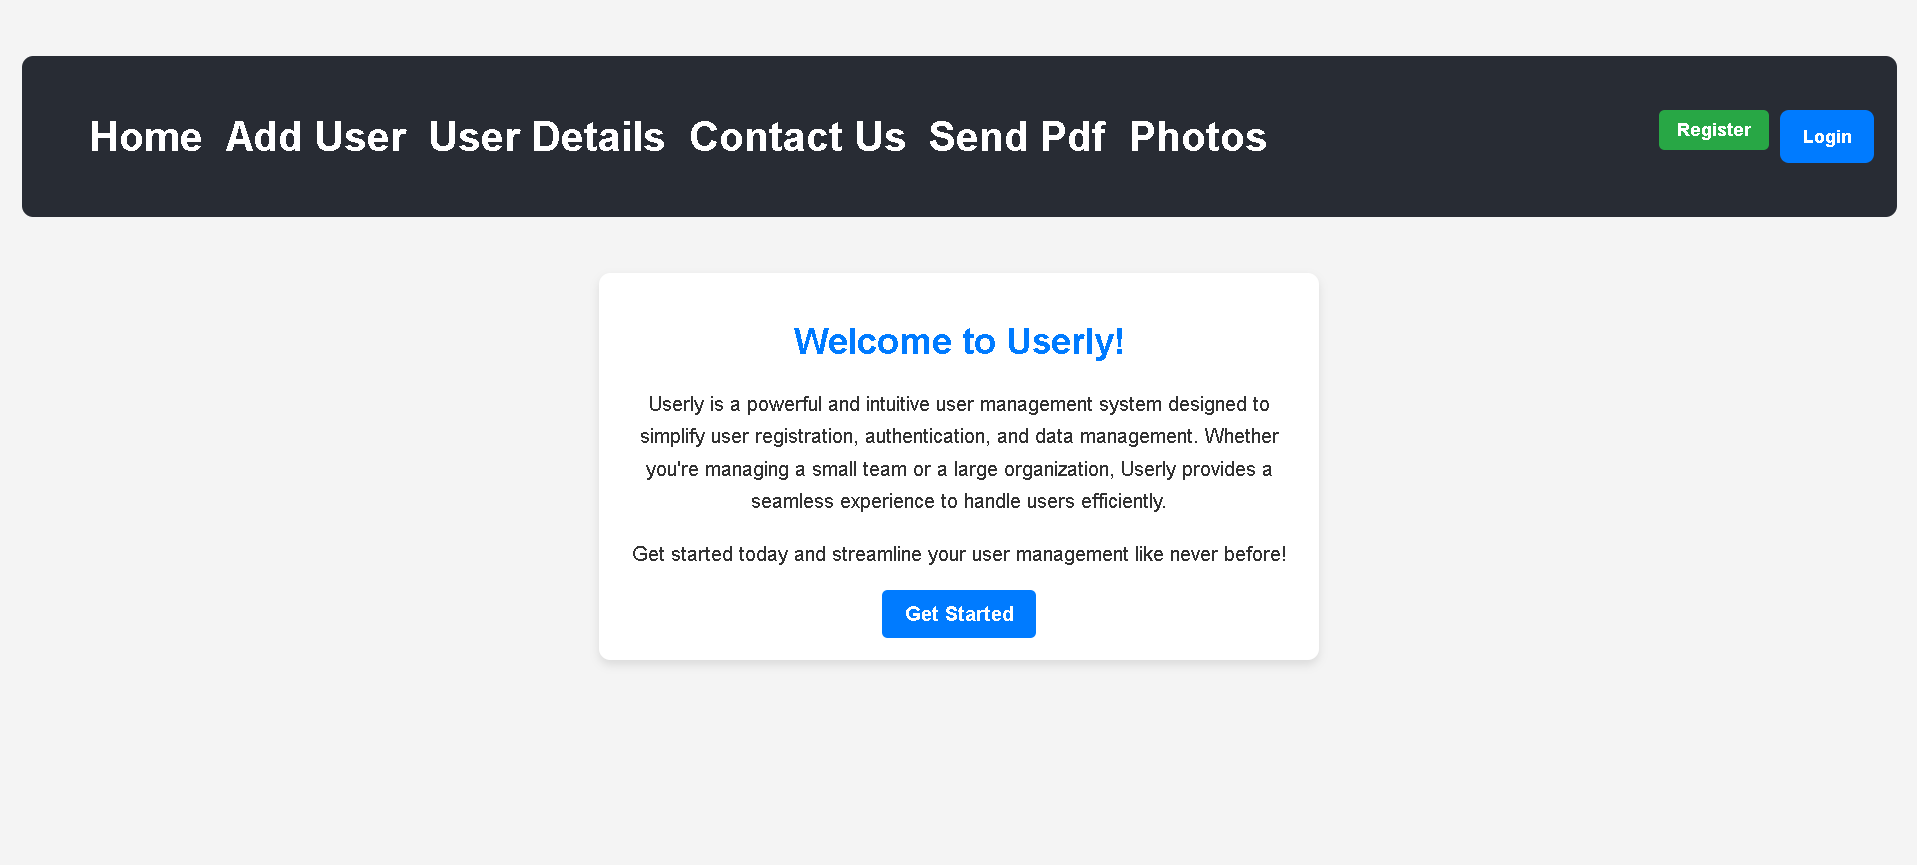 Home Add User User Details Contact Us Send Pdf Photos Register Login
Welcome to Userly!
Userly is a powerful and intuitive user management system designed to
simplify user registration, authentication, and data management. Whether
you're managing a small team or a large organization, Userly provides a
seamless experience to handle users efficiently.
Get started today and streamline your user management like never before!
Get Started